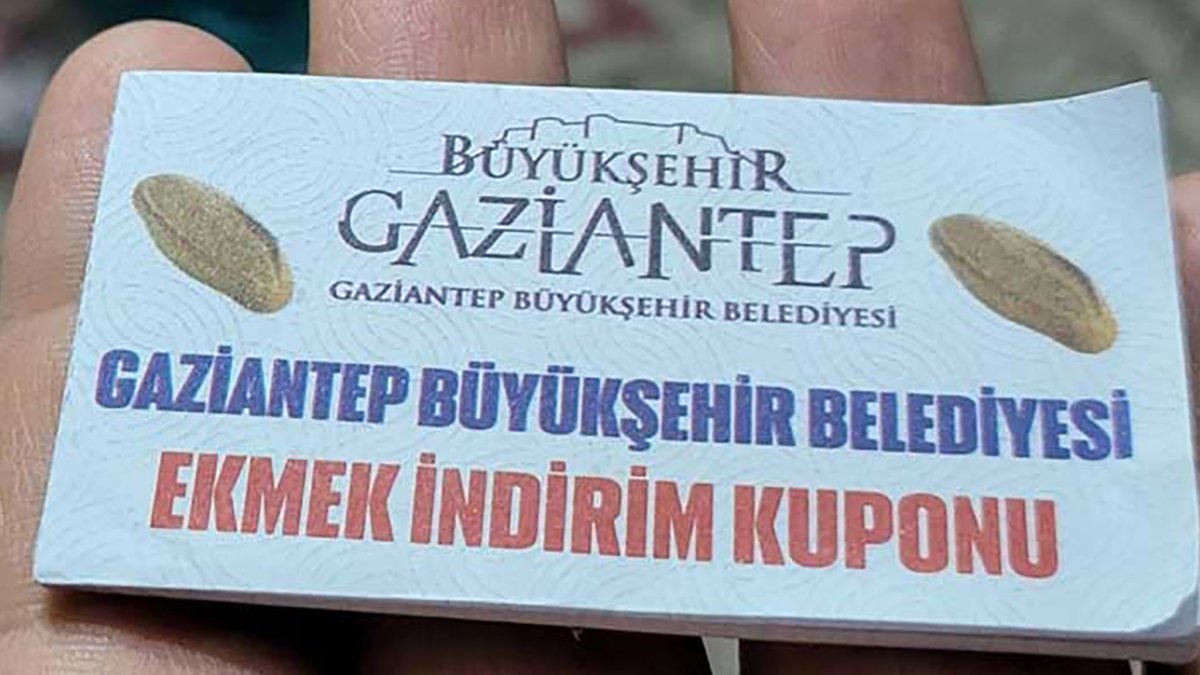 BÜYÜKŞEHİR
GAZİANTEP
GAZİANTEP BÜYÜKŞEHİR BELEDİYESİ
GAZİANTEP BÜYÜKŞEHİR BELEDİYESİ
EKMEK İNDİRİM KUPONU